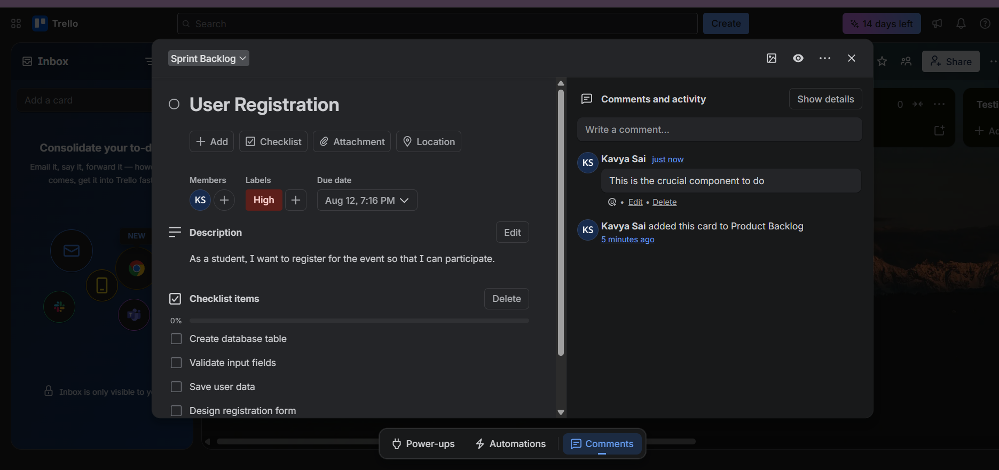 Trello
Search
Create
14 days left
Inbox
Sprint Backlog
Share
Add a card
User Registration
Comments and activity
Show details
0
Testi
Write a comment...
Add
Checklist
Attachment
Location
Consolidate your to-d
Email it, say it, forward it — how
comes, get it into Trello fast
Members
Labels
Due date
KS
High
Aug 12, 7:16 PM
KS
Kavya Sai just now
This is the crucial component to do
• Edit • Delete
KS
Kavya Sai added this card to Product Backlog
5 minutes ago
Description
Edit
As a student, I want to register for the event so that I can participate.
NEW
Checklist items
Delete
0%
Create database table
Validate input fields
Save user data
Design registration form
Inbox is only visible to y
Power-ups
Automations
Comments